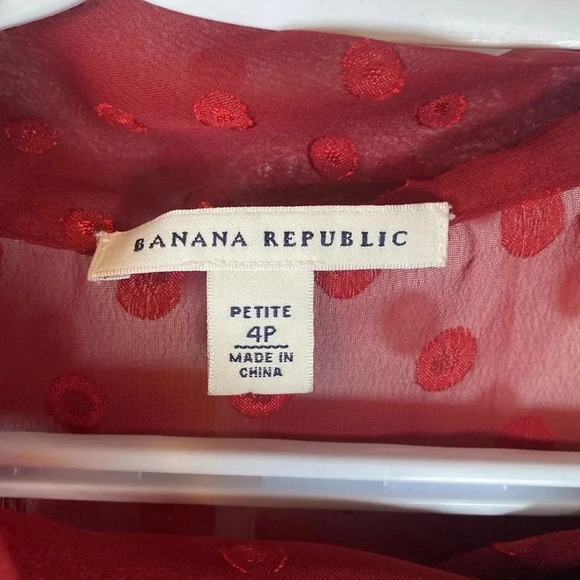 BANANA REPUBLIC
PETITE
4P
MADE IN
CHINA